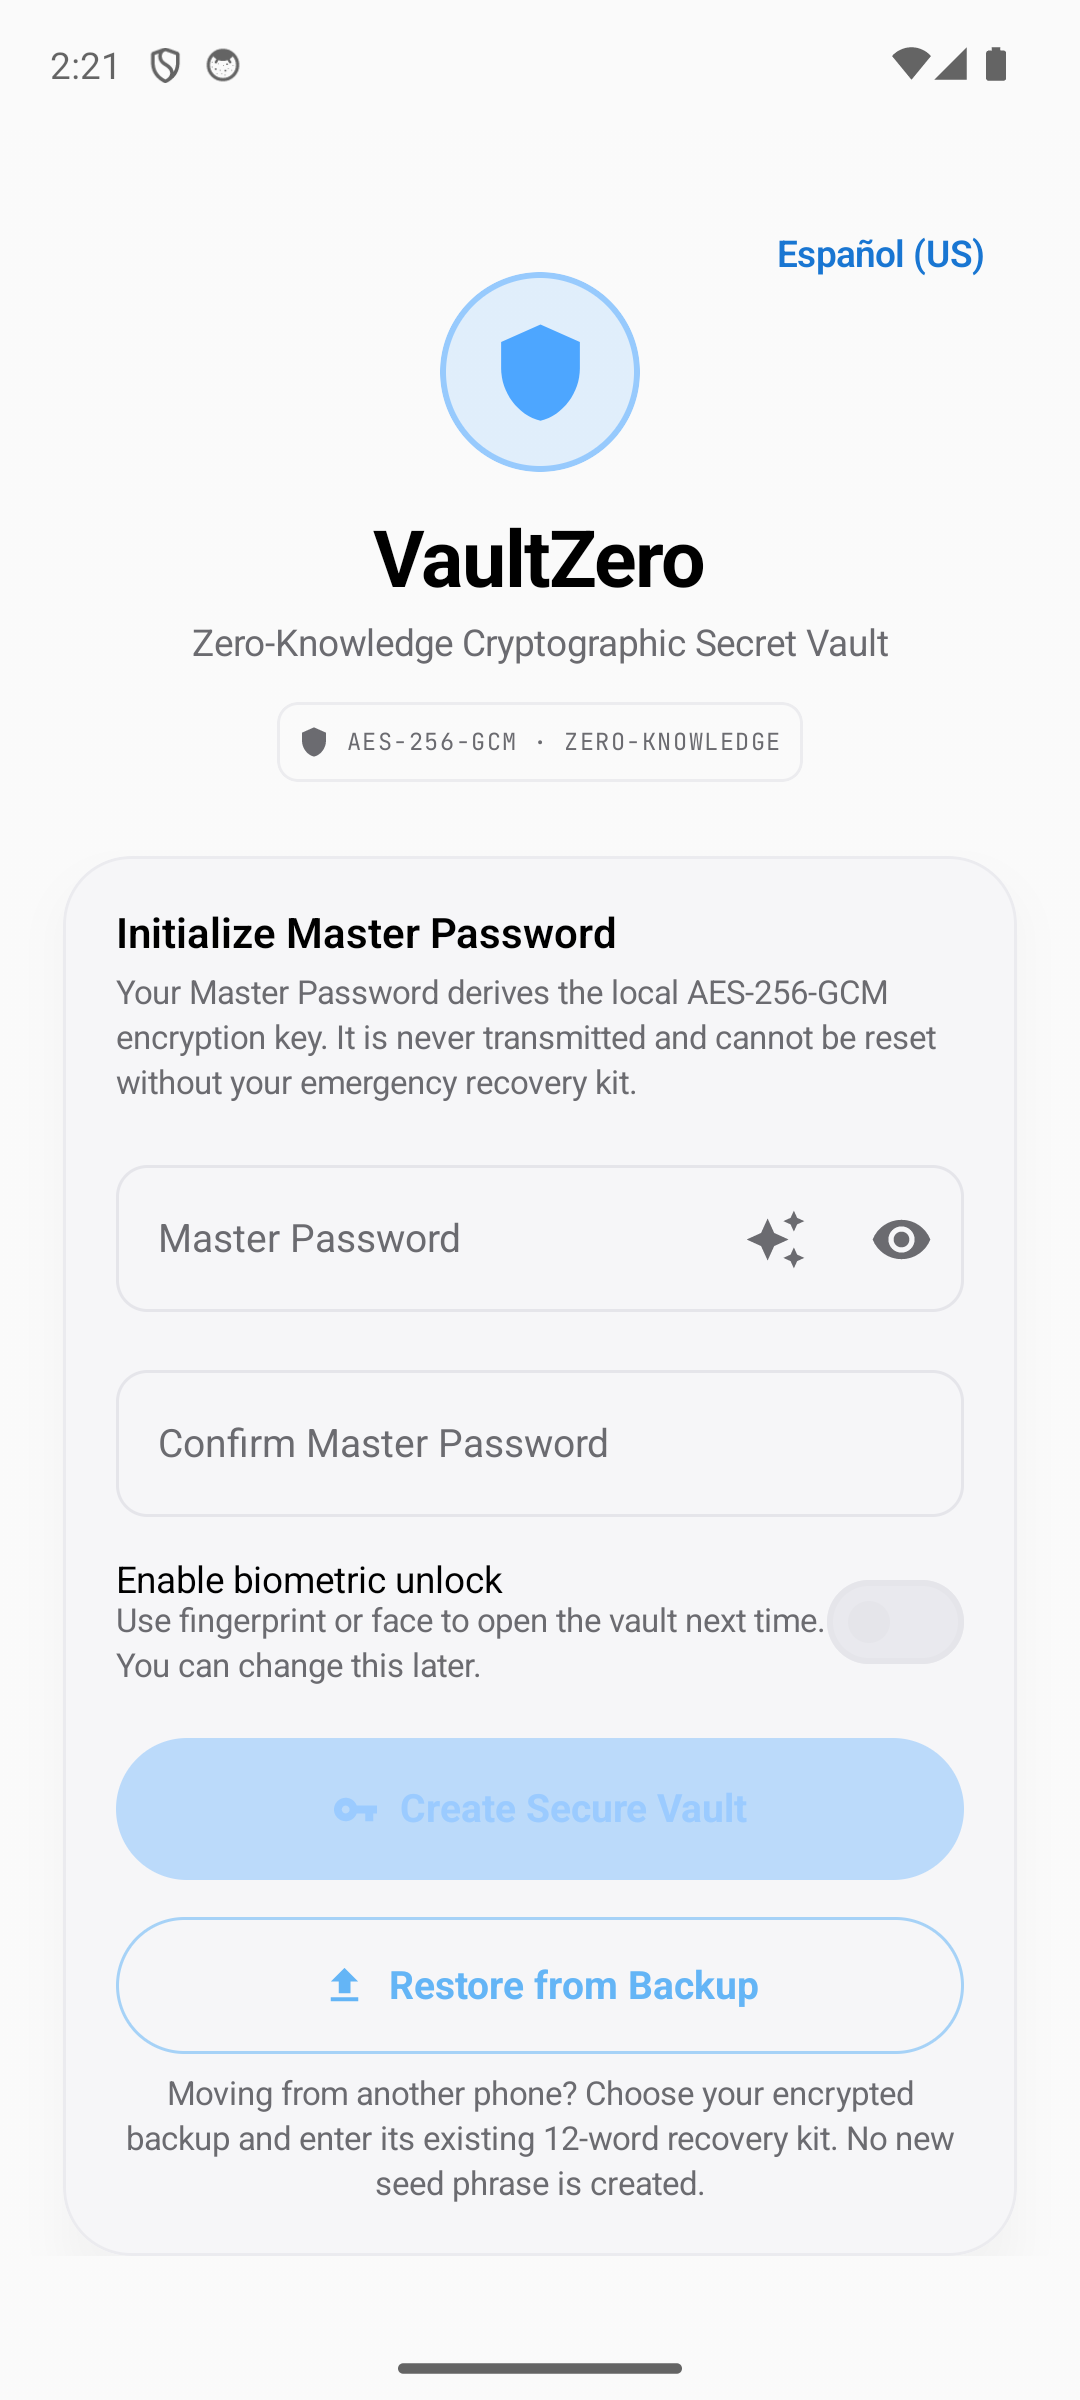 2:21
Español (US)
VaultZero
Zero-Knowledge Cryptographic Secret Vault
AES-256-GCM · ZERO-KNOWLEDGE
Initialize Master Password
Your Master Password derives the local AES-256-GCM
encryption key. It is never transmitted and cannot be reset
without your emergency recovery kit.
Master Password
Confirm Master Password
Enable biometric unlock
Use fingerprint or face to open the vault next time.
You can change this later.
Create Secure Vault
Restore from Backup
Moving from another phone? Choose your encrypted
backup and enter its existing 12-word recovery kit. No new
seed phrase is created.